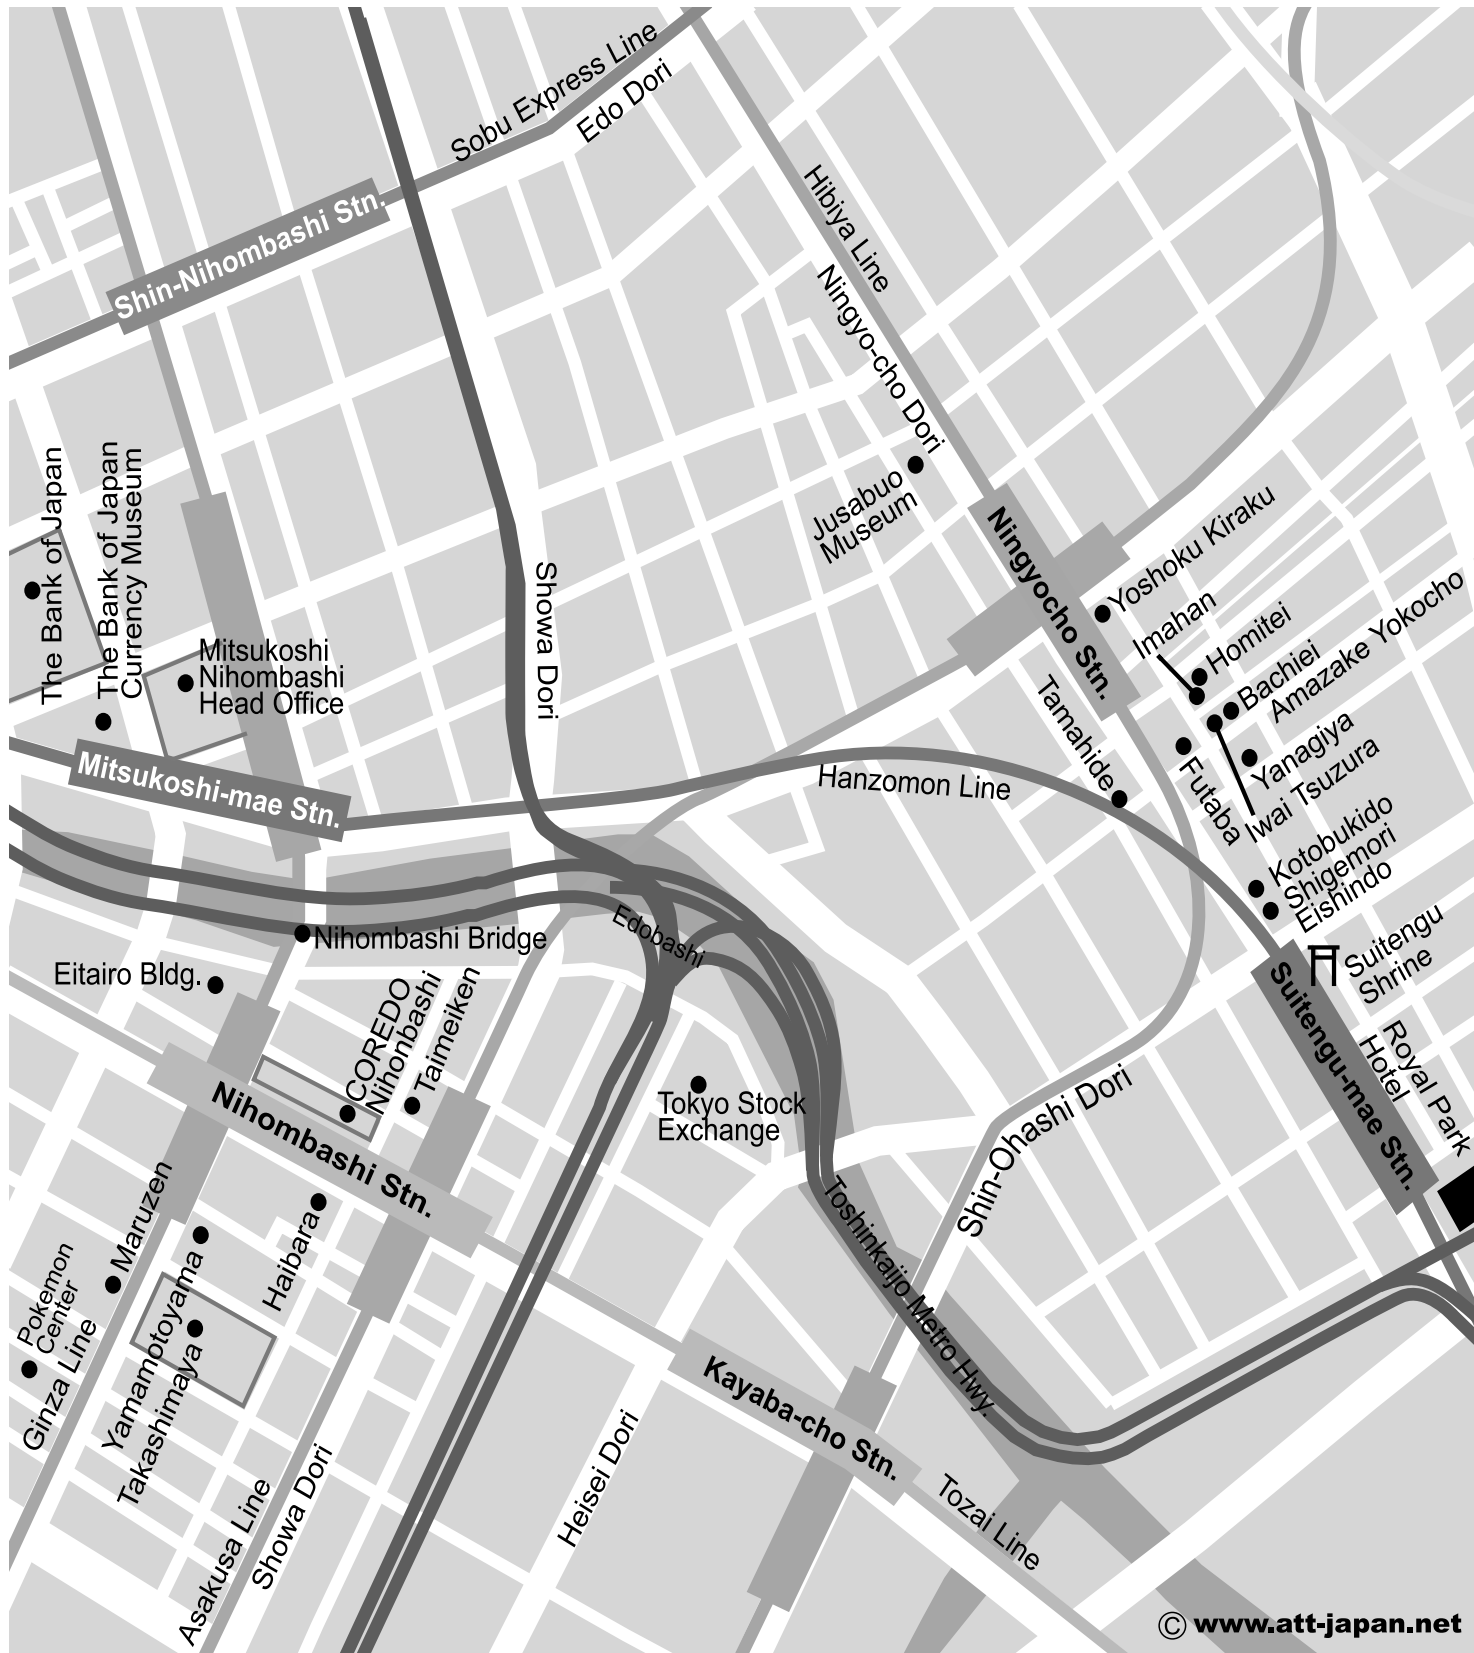 Sobu Express Line
Edo Dori
Shin-Nihombashi Stn.
Hibiya Line
Ningyo-cho Dori
Jusabuo
Museum
Ningyocho Stn.
The Bank of Japan
The Bank of Japan
Currency Museum
Mitsukoshi
Nihombashi
Head Office
Mitsukoshi-mae Stn.
Showa Dori
Yoshoku Kiraku
Imahan
Homitei
Bachiei
Amazake Yokocho
Yanagiya
Iwai Tsuzura
Futaba
Tamahide
Hanzomon Line
Kotobukido
Shigemori
Eishindo
Suitengu
Shrine
Suitengu-mae Stn.
Royal Park
Hotel
Nihombashi Bridge
Edobashi
Eitairo Bldg.
COREDO
Nihonbashi
Taimeiken
Nihombashi Stn.
Tokyo Stock
Exchange
Shin-Ohashi Dori
Toshinkaijo Metro Hwy.
Maruzen
Haibara
Yamamotoyama
Takashimaya
Pokemon
Center
Ginza Line
Asakusa Line
Showa Dori
Heisei Dori
Kayaba-cho Stn.
Tozai Line
© www.att-japan.net